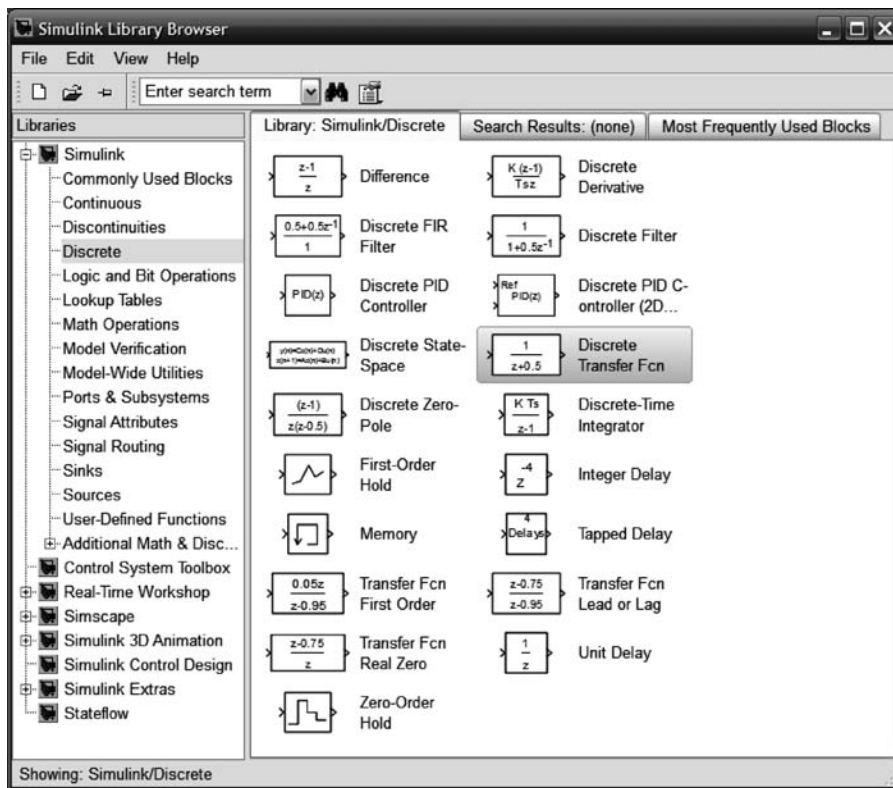 Simulink Library Browser
File Edit View Help
Enter search term
Libraries
Simulink
Commonly Used Blocks
Continuous
Discontinuities
Discrete
Logic and Bit Operations
Lookup Tables
Math Operations
Model Verification
Model-Wide Utilities
Ports & Subsystems
Signal Attributes
Signal Routing
Sinks
Sources
User-Defined Functions
Additional Math & Disc...
Control System Toolbox
Real-Time Workshop
Simscape
Simulink 3D Animation
Simulink Control Design
Simulink Extras
Stateflow
Library: Simulink/Discrete Search Results: (none) Most Frequently Used Blocks
z-1
z
Difference
K (z-1)
Tsz
Discrete
Derivative
0.5+0.5z-1
1
Discrete FIR
Filter
1
1+0.5z-1
Discrete Filter
PID(z)
Discrete PID
Controller
Ref
PID(z)
Discrete PID C-
ontroller (2D...
Discrete State-
Space
1
z+0.5
Discrete
Transfer Fcn
(z-1)
z(z-0.5)
Discrete Zero-
Pole
K Ts
z-1
Discrete-Time
Integrator
First-Order
Hold
-4
Z
Integer Delay
Memory
4
Delays
Tapped Delay
0.05z
z-0.95
Transfer Fcn
First Order
z-0.75
z-0.95
Transfer Fcn
Lead or Lag
z-0.75
z
Transfer Fcn
Real Zero
1
z
Unit Delay
Zero-Order
Hold
Showing: Simulink/Discrete